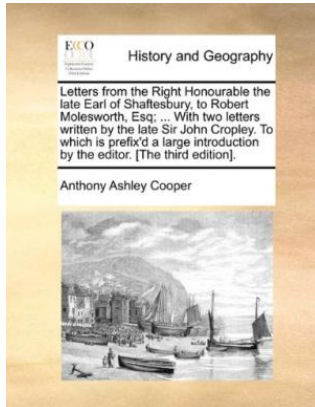 ECCO
History and Geography
Letters from the Right Honourable the
late Earl of Shaftesbury, to Robert
Molesworth, Esq; ... With two letters
written by the late Sir John Cropley. To
which is prefix'd a large introduction
by the editor. [The third edition].
Anthony Ashley Cooper